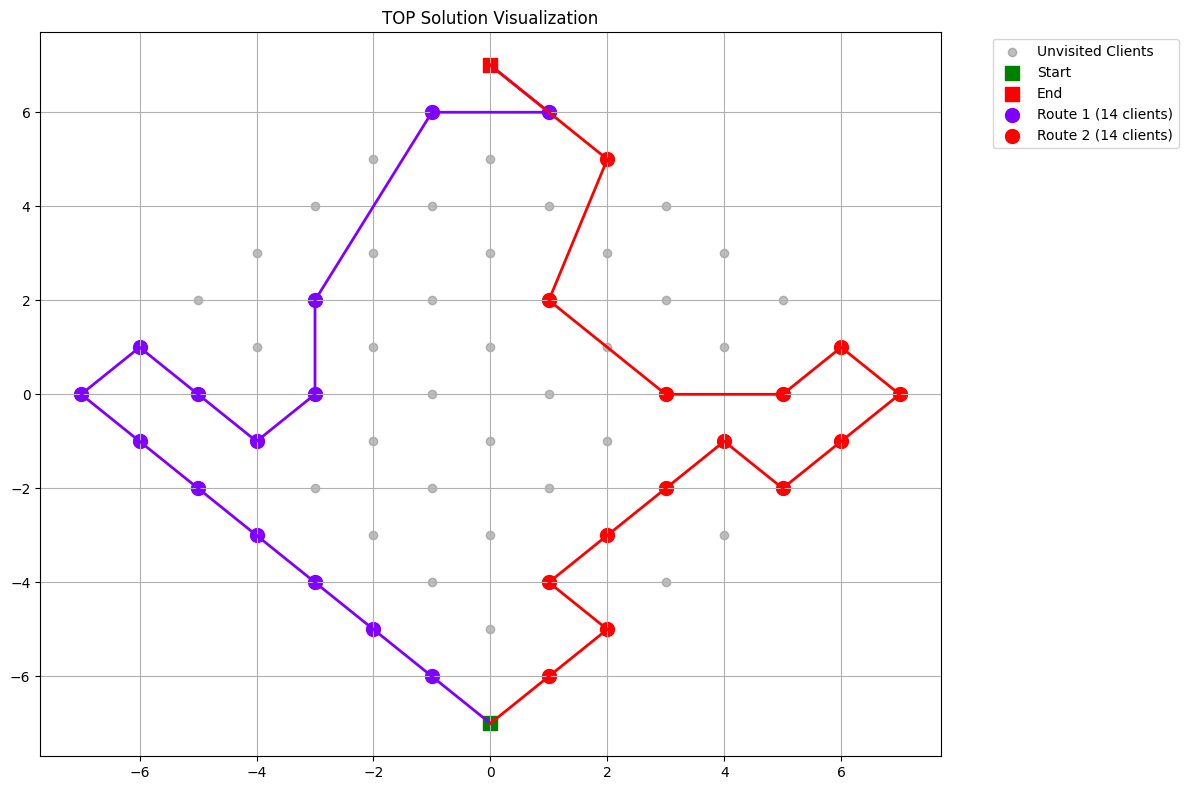 TOP Solution Visualization
Unvisited Clients
Start
End
Route 1 (14 clients)
Route 2 (14 clients)
6
4
2
0
−2
−4
−6
−6 −4 −2 0 2 4 6